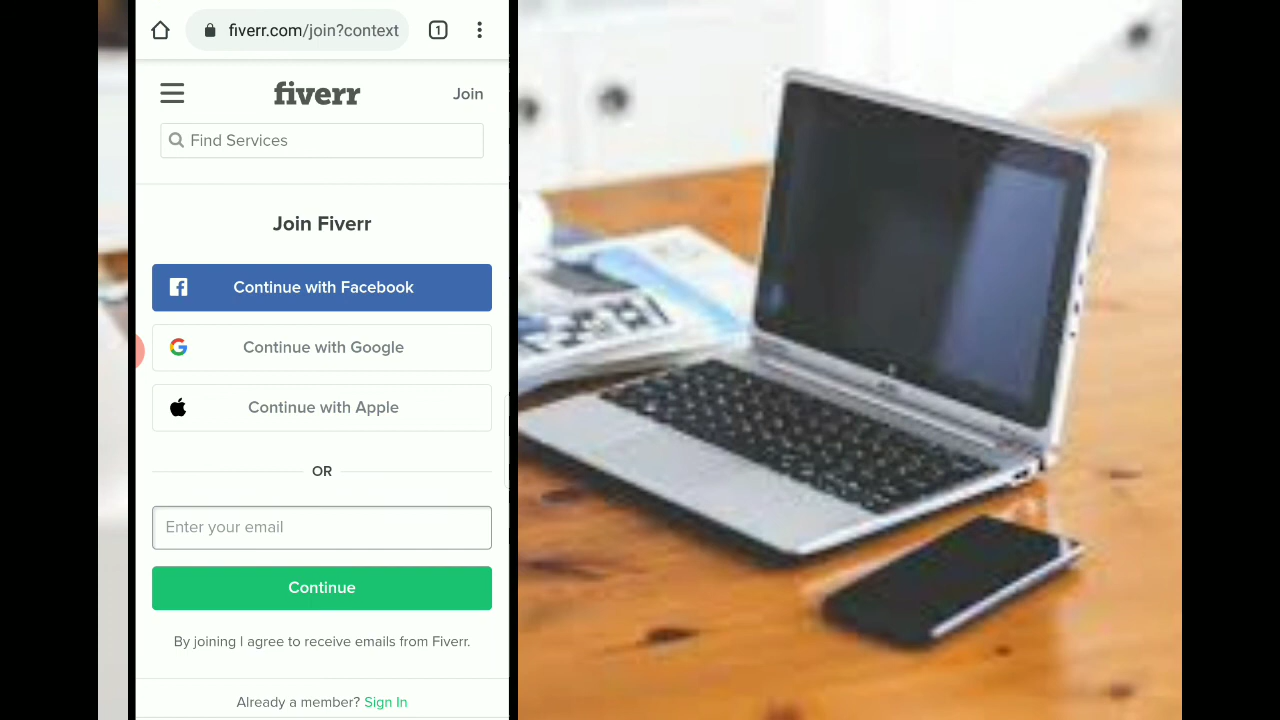 fiverr.com/join?context
1
fiverr
Join
Find Services
Join Fiverr
Continue with Facebook
Continue with Google
Continue with Apple
OR
Enter your email
Continue
By joining I agree to receive emails from Fiverr.
Already a member? Sign In